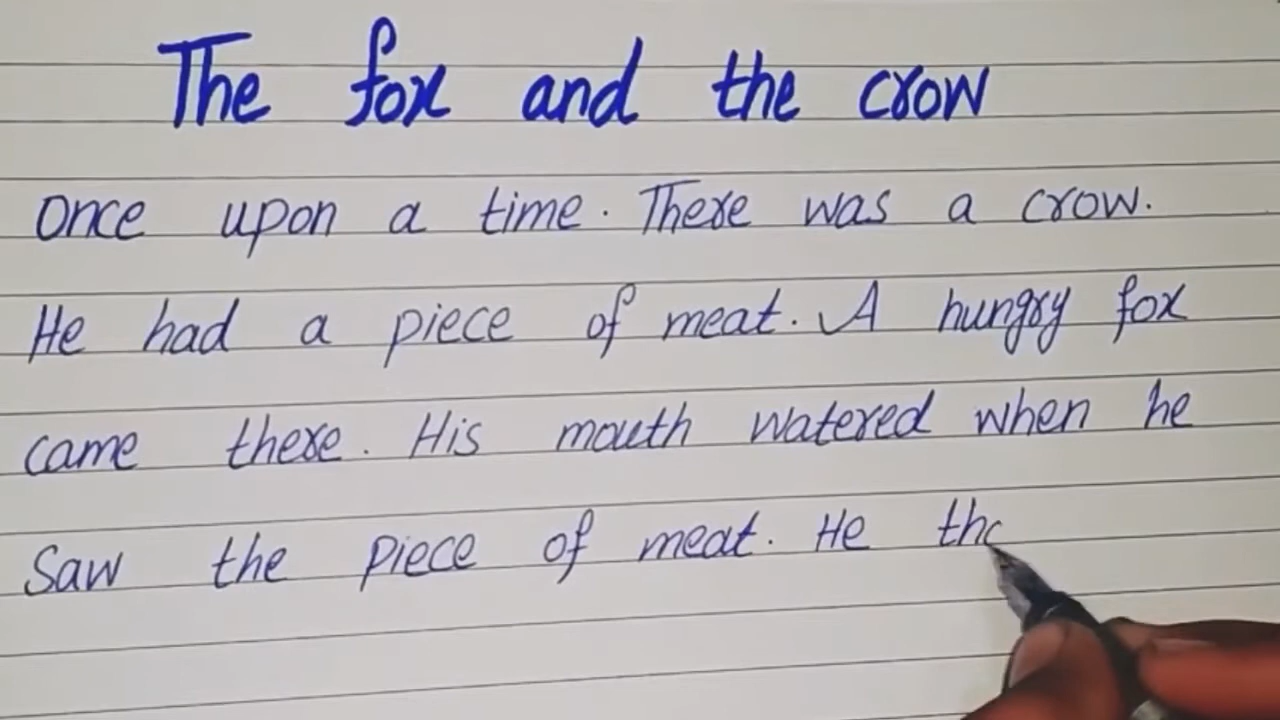 The fox and the crow
Once upon a time. There was a crow.
He had a piece of meat. A hungry fox
came there. His mouth watered when he
Saw the piece of meat. He